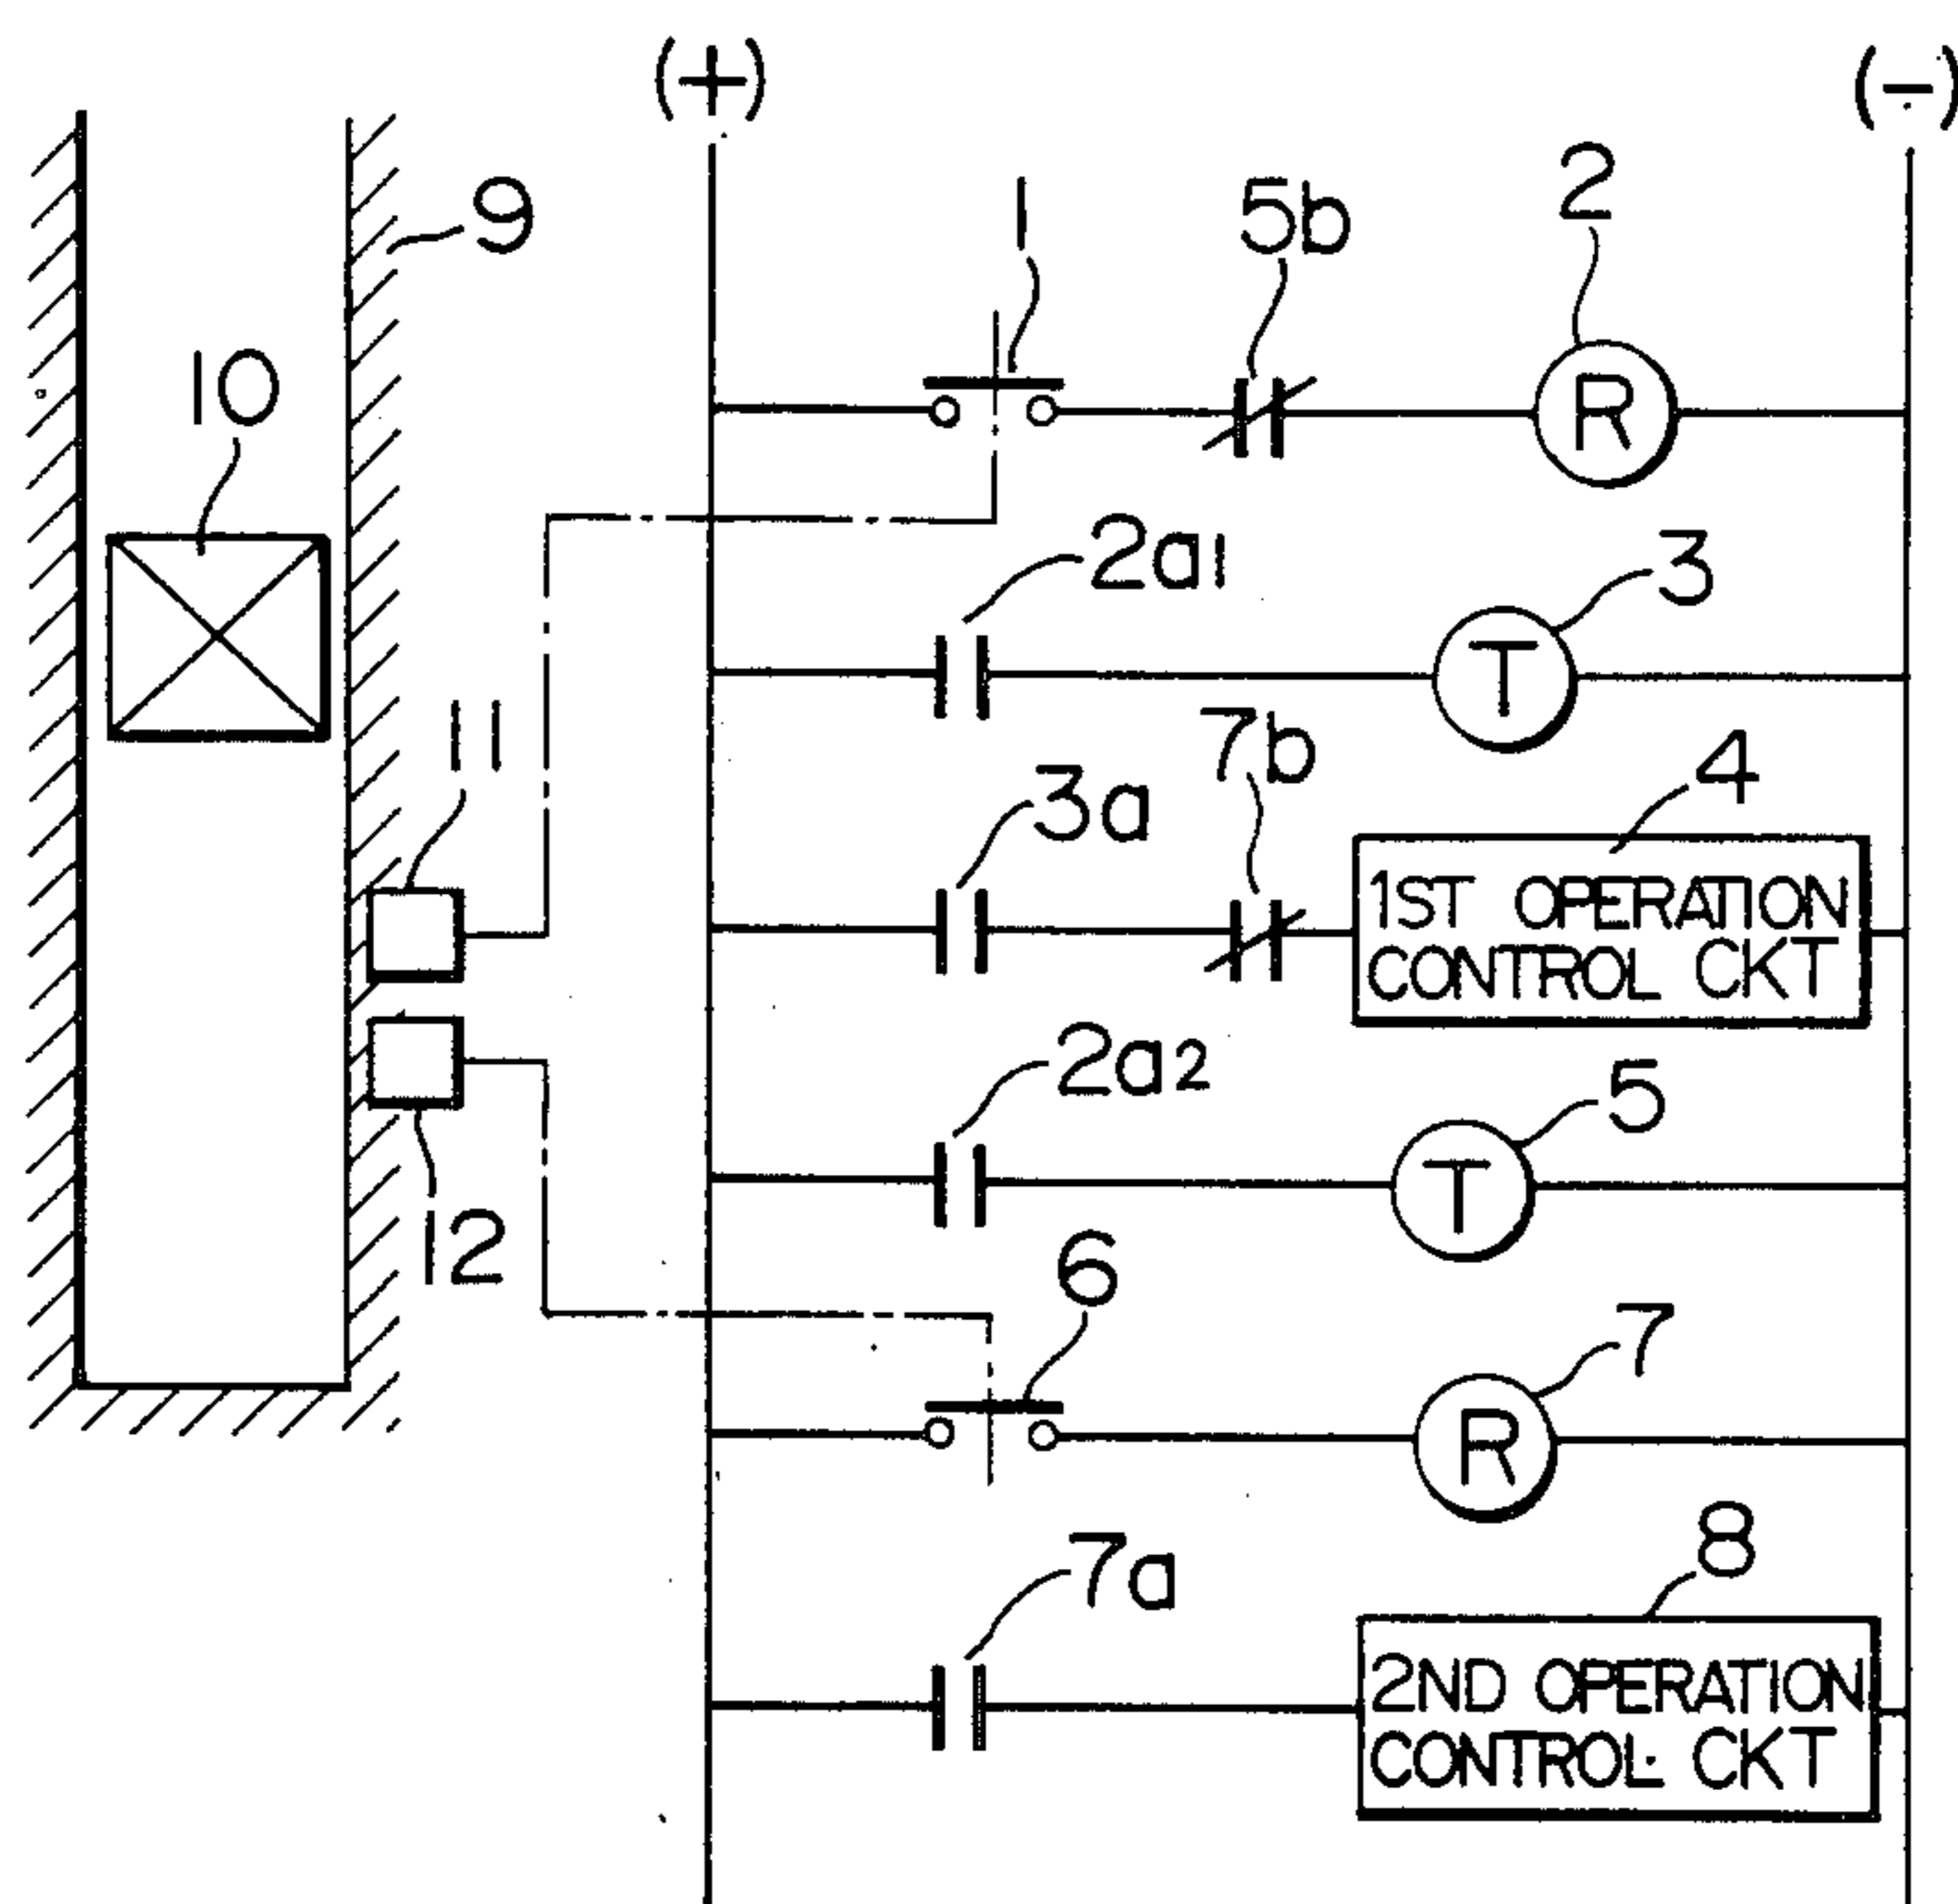 (+)
(-)
9
1
5b
2
10
2a1
3
11
3a
7b
4
1ST OPERATION
CONTROL CKT
R
T
12
2a2
5
T
6
7
R
7a
8
2ND OPERATION
CONTROL CKT